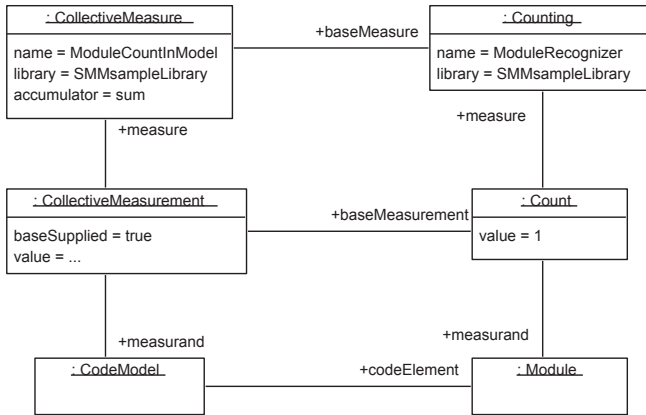 : CollectiveMeasure
name = ModuleCountInModel
library = SMMsampleLibrary
accumulator = sum
+baseMeasure
: Counting
name = ModuleRecognizer
library = SMMsampleLibrary
+measure
+measure
: CollectiveMeasurement
baseSupplied = true
value = ...
+baseMeasurement
: Count
value = 1
+measurand
+measurand
: CodeModel
+codeElement
: Module